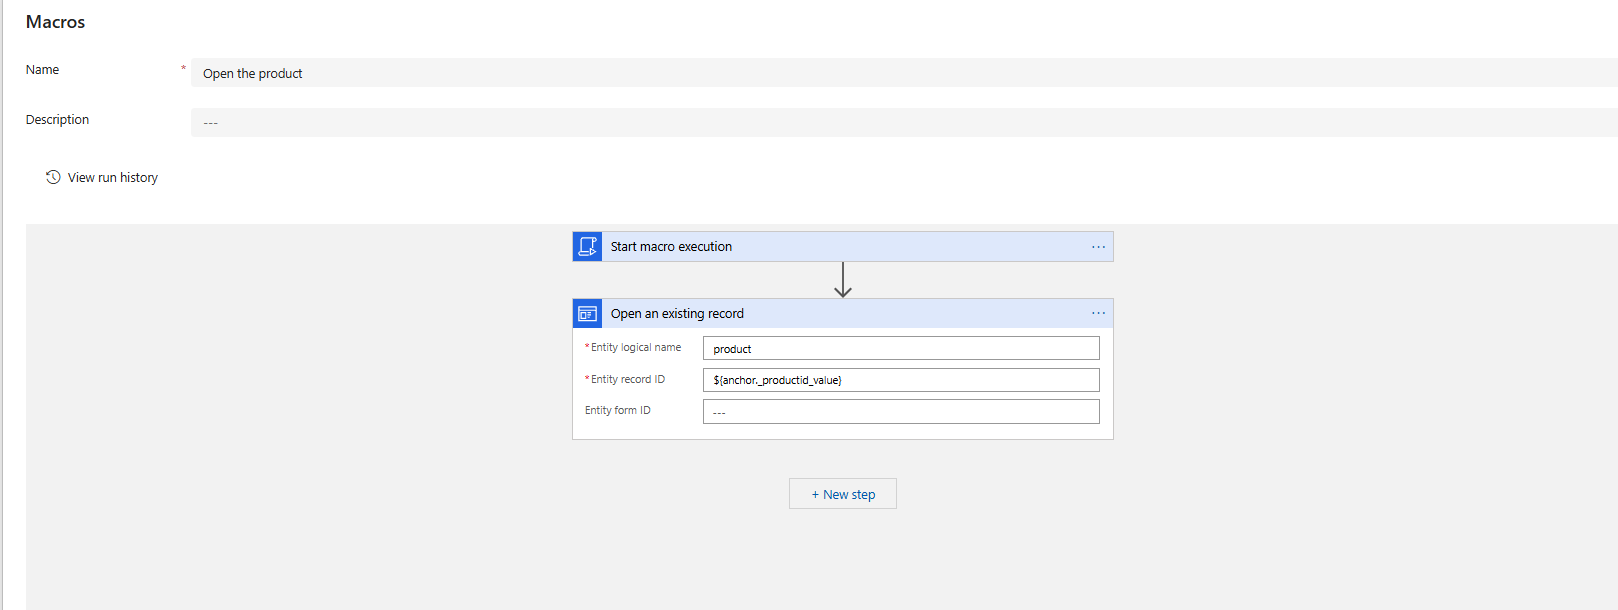 Macros
Name * Open the product
Description ---
View run history
Start macro execution ...
Open an existing record ...
*Entity logical name product
*Entity record ID ${anchor._productid_value}
Entity form ID ---
+ New step